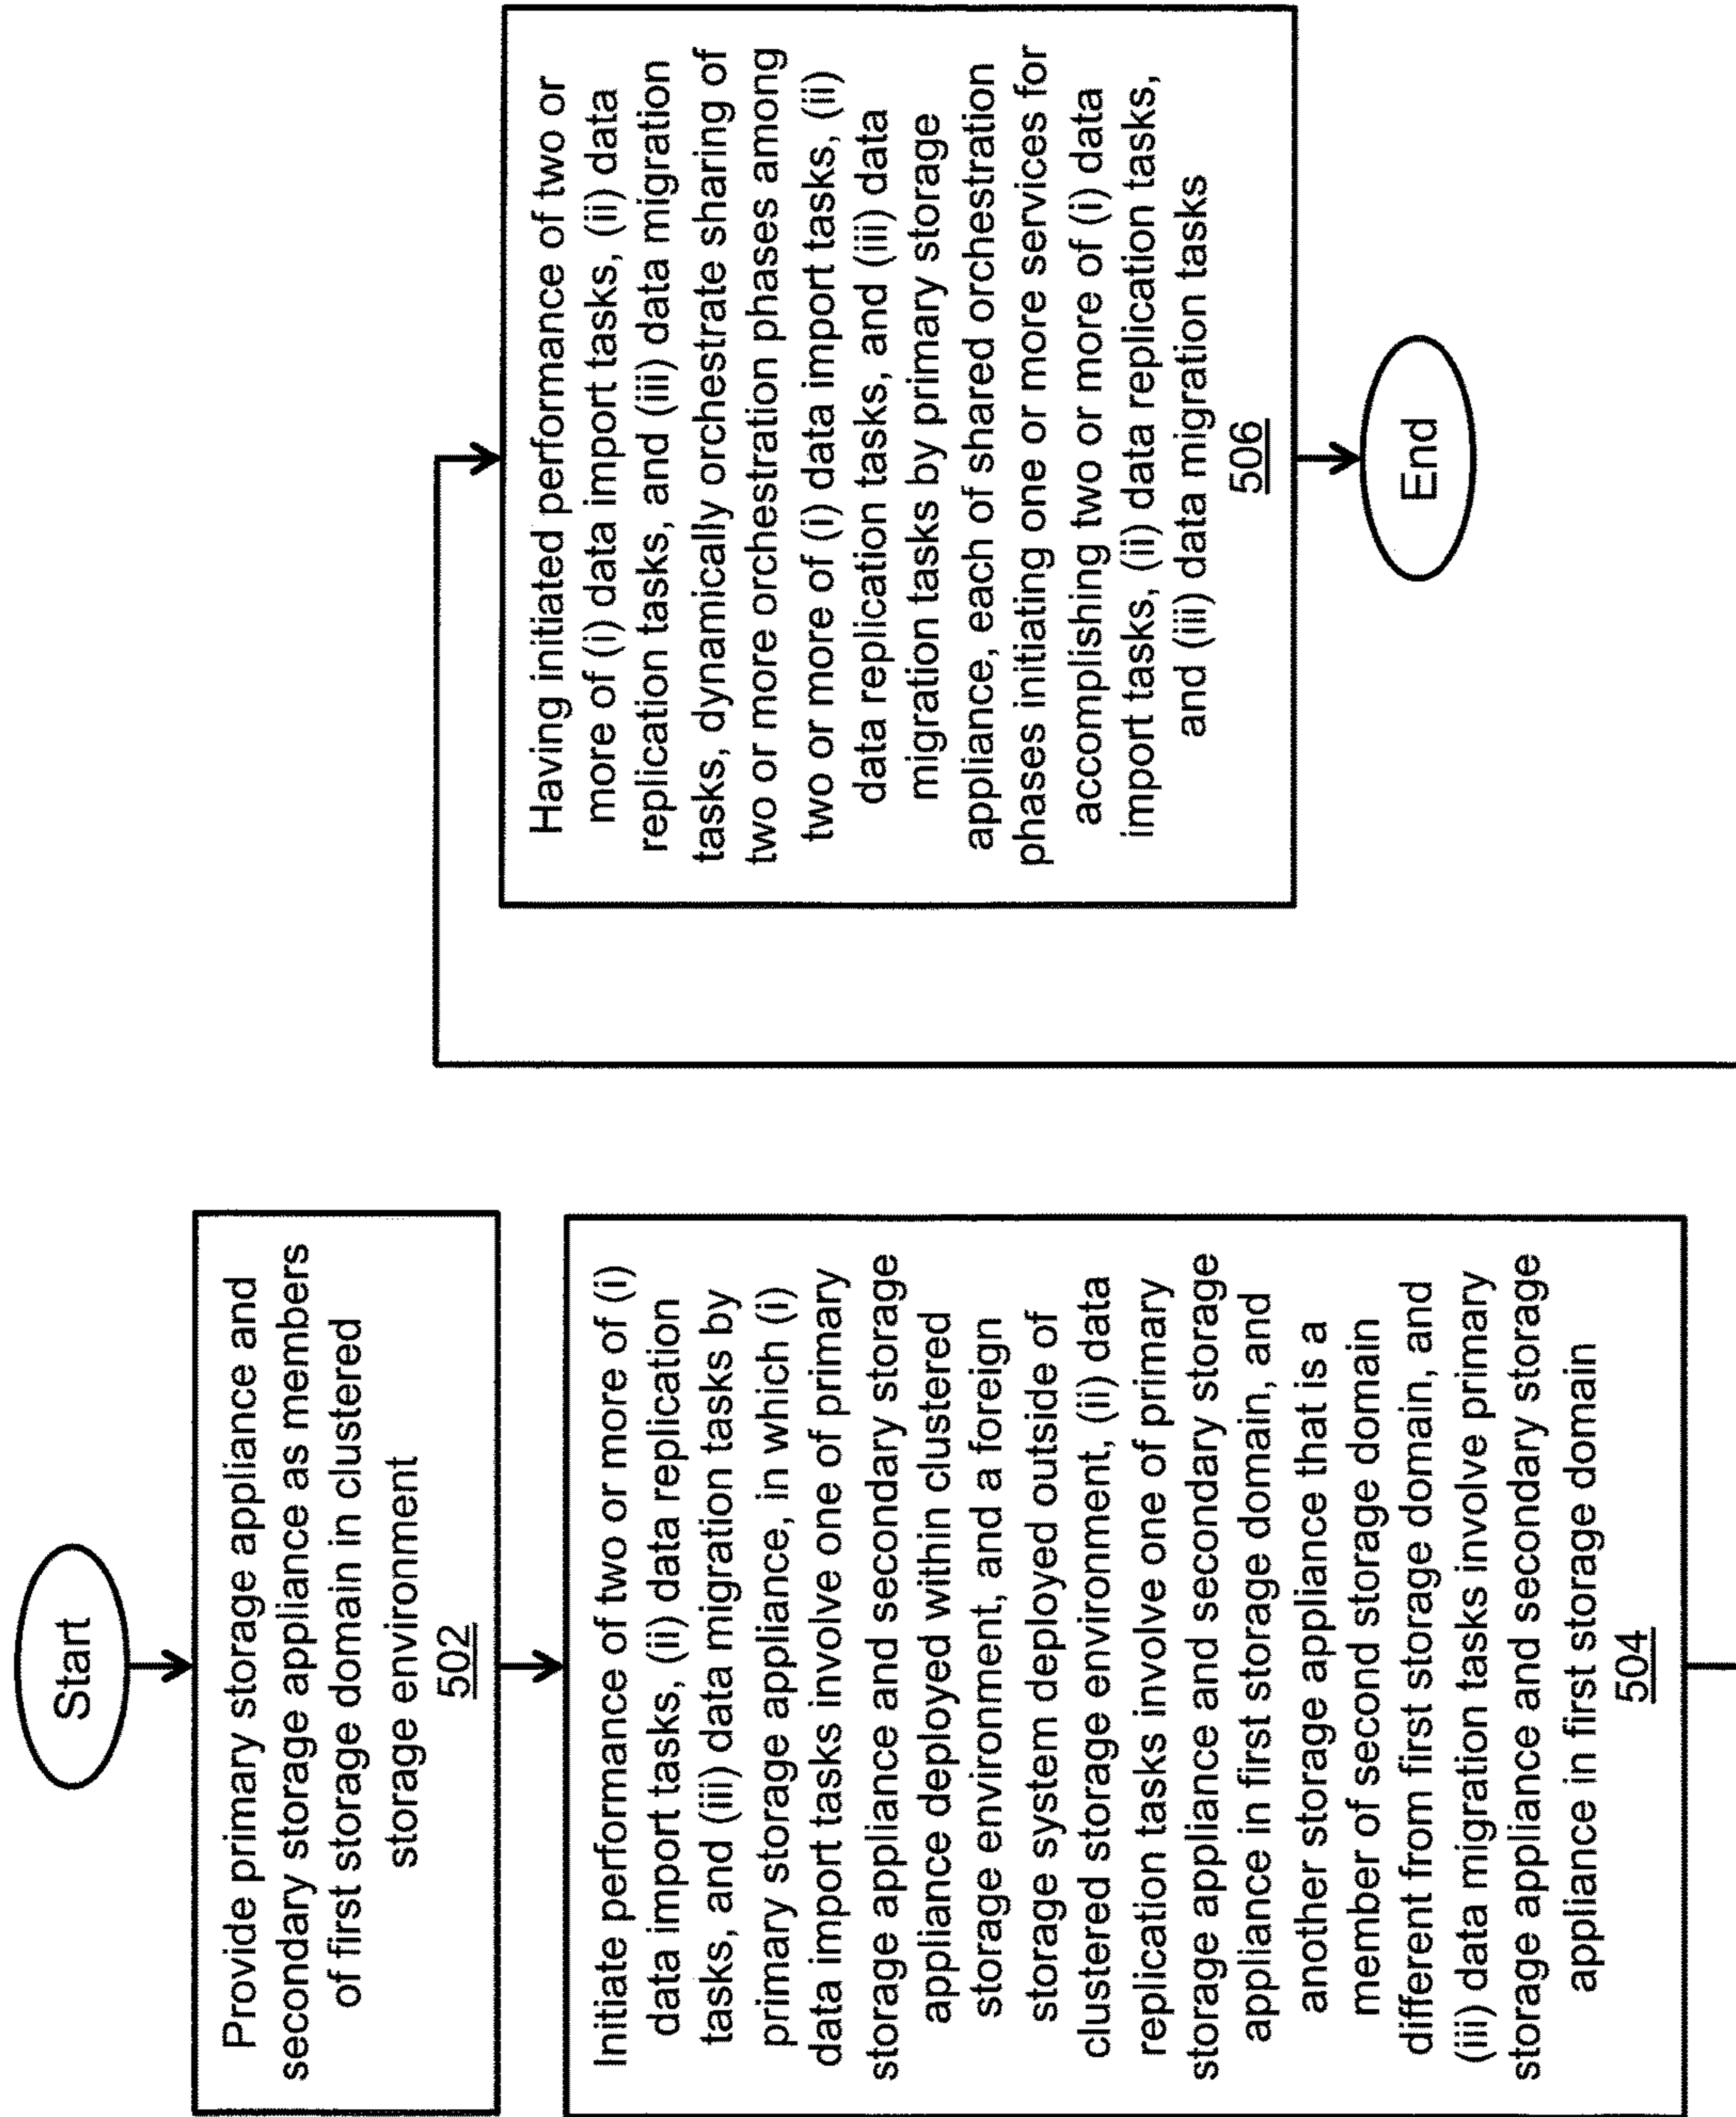 Start
Provide primary storage appliance and
secondary storage appliance as members
of first storage domain in clustered
storage environment
502
Initiate performance of two or more of (i)
data import tasks, (ii) data replication
tasks, and (iii) data migration tasks by
primary storage appliance, in which (i)
data import tasks involve one of primary
storage appliance and secondary storage
appliance deployed within clustered
storage environment, and a foreign
storage system deployed outside of
clustered storage environment, (ii) data
replication tasks involve one of primary
storage appliance and secondary storage
appliance in first storage domain, and
another storage appliance that is a
member of second storage domain
different from first storage domain, and
(iii) data migration tasks involve primary
storage appliance and secondary storage
appliance in first storage domain
504
Having initiated performance of two or
more of (i) data import tasks, (ii) data
replication tasks, and (iii) data migration
tasks, dynamically orchestrate sharing of
two or more orchestration phases among
two or more of (i) data import tasks, (ii)
data replication tasks, and (iii) data
migration tasks by primary storage
appliance, each of shared orchestration
phases initiating one or more services for
accomplishing two or more of (i) data
import tasks, (ii) data replication tasks,
and (iii) data migration tasks
506
End